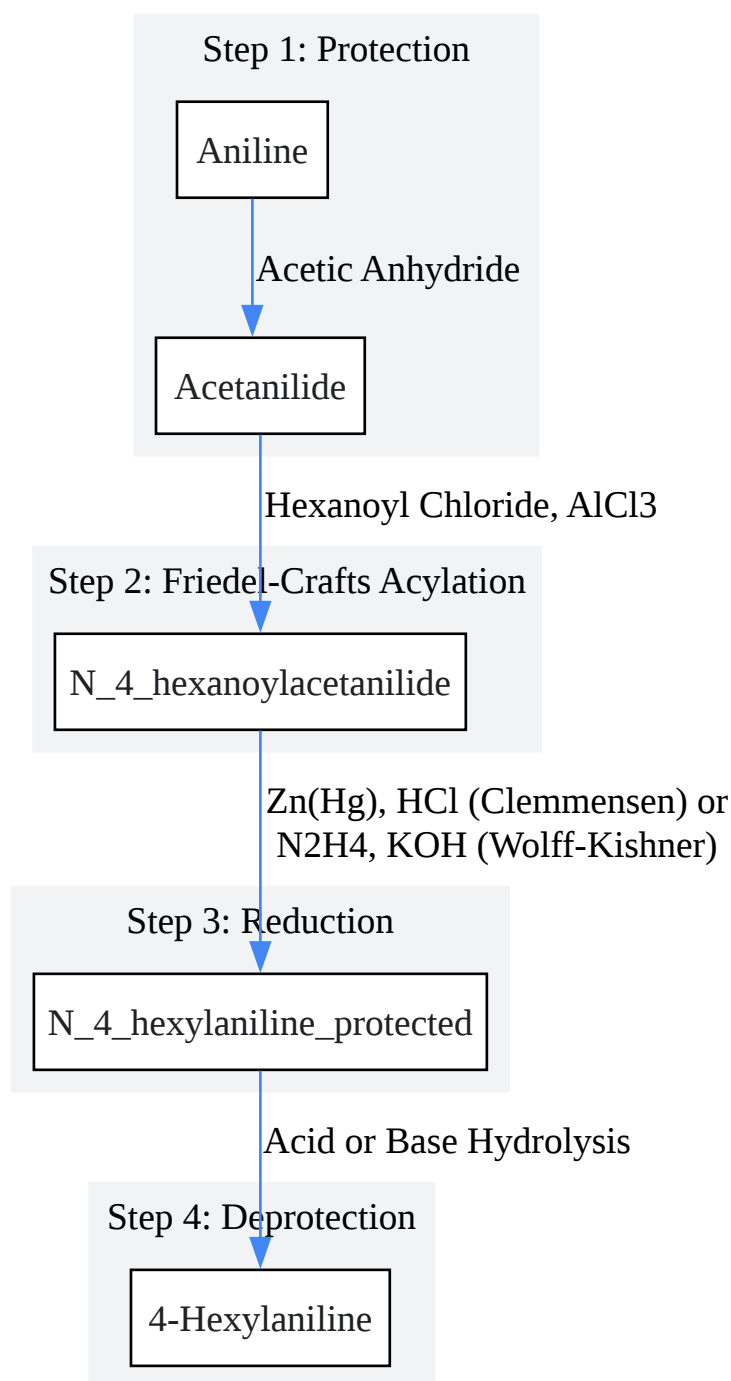 Step 1: Protection
Aniline
Acetic Anhydride
Acetanilide
Hexanoyl Chloride, AlCl3
Step 2: Friedel-Crafts Acylation
N_4_hexanoylacetanilide
Zn(Hg), HCl (Clemmensen) or
N2H4, KOH (Wolff-Kishner)
Step 3: Reduction
N_4_hexylaniline_protected
Acid or Base Hydrolysis
Step 4: Deprotection
4-Hexylaniline